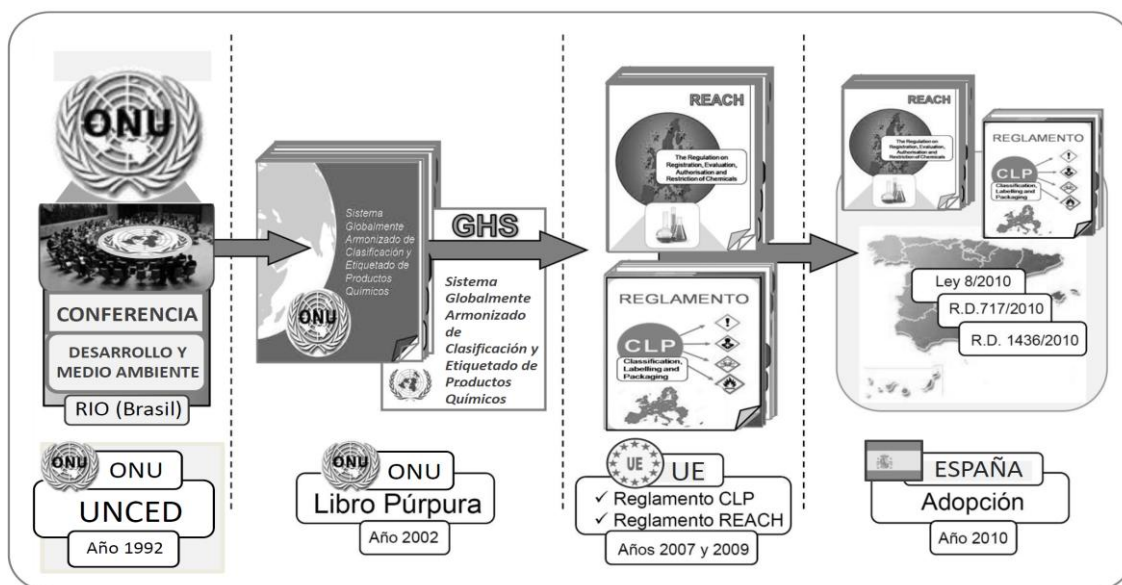 ONU
CONFERENCIA
DESARROLLO Y
MEDIO AMBIENTE
RIO (Brasil)
ONU
UNCED
Año 1992
Sistema
Globalmente
Armonizado de
Clasificación y
Etiquetado de
Productos
Químicos
ONU
GHS
Sistema
Globalmente
Armonizado
de
Clasificación y
Etiquetado de
Productos
Químicos
ONU
ONU
Libro Púrpura
Año 2002
REACH
The Regulation on
Registration, Evaluation,
Authorisation and
Restriction of Chemicals
REGLAMENTO
CLP
Classification,
Labelling and
Packaging
UE
UE
✓ Reglamento CLP
✓ Reglamento REACH
Años 2007 y 2009
REACH
The Regulation on
Registration, Evaluation,
Authorisation and
Restriction of Chemicals
REGLAMENTO
CLP
Classification,
Labelling and
Packaging
Ley 8/2010
R.D.717/2010
R.D. 1436/2010
ESPAÑA
Adopción
Año 2010